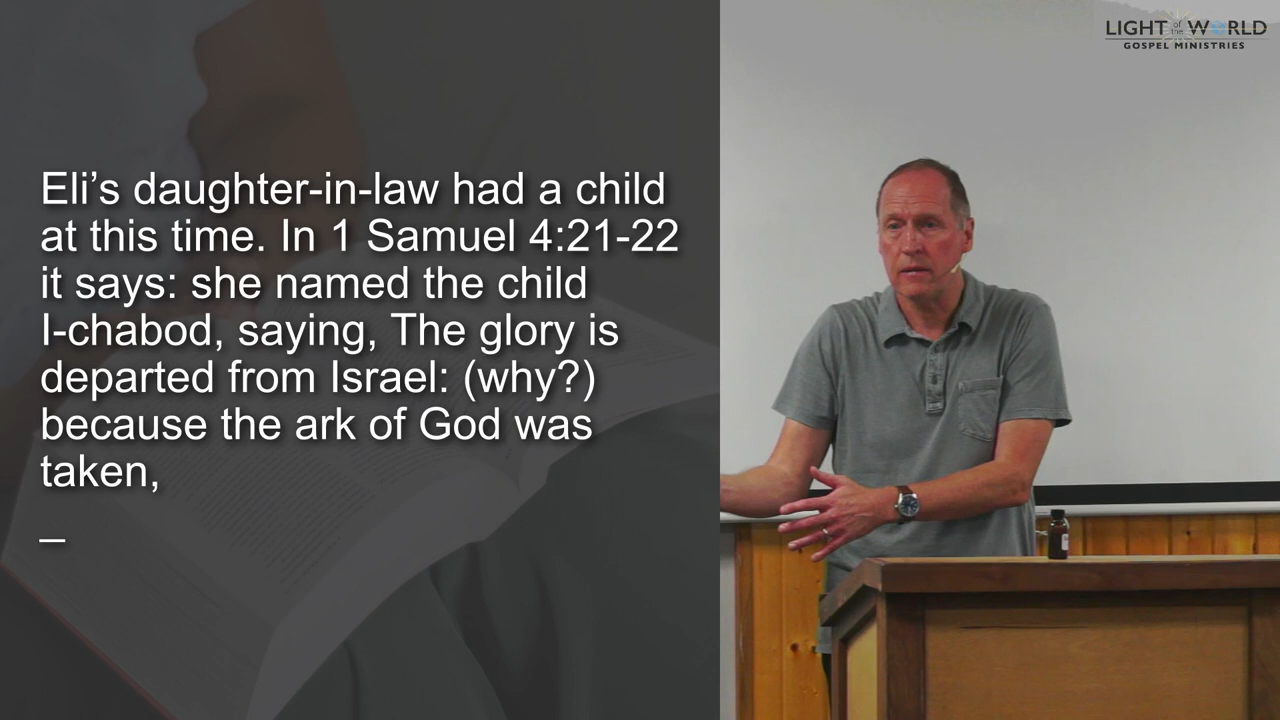 LIGHT of the WORLD
GOSPEL MINISTRIES
Eli’s daughter-in-law had a child
at this time. In 1 Samuel 4:21-22
it says: she named the child
I-chabod, saying, The glory is
departed from Israel: (why?)
because the ark of God was
taken,
_